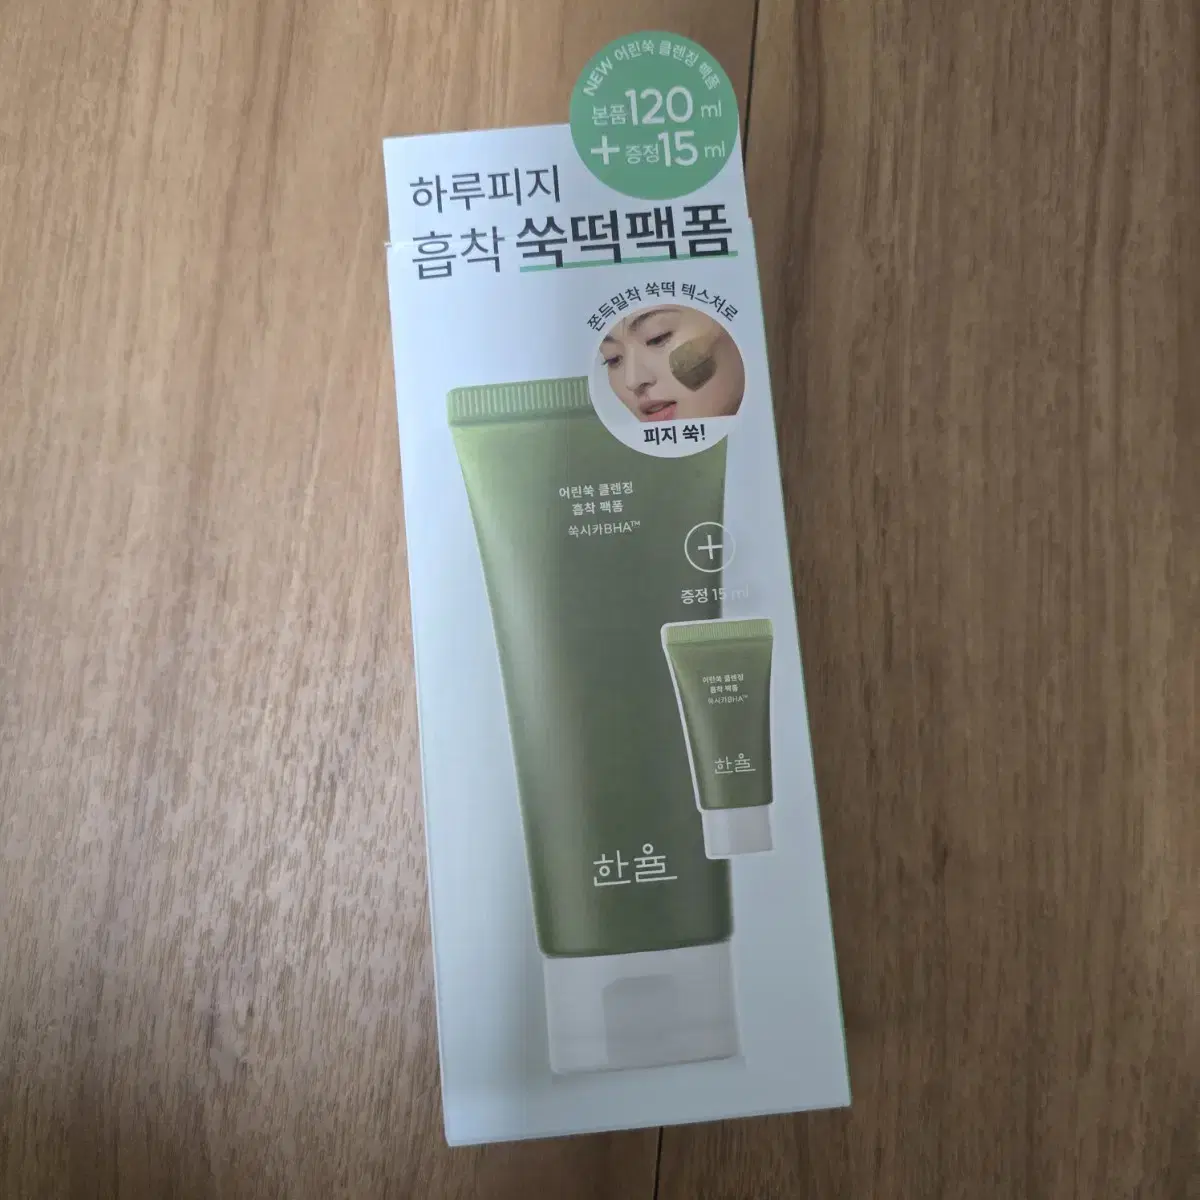 NEW 어린쑥 클렌징 팩폼
본품120 ml
+ 증정15 ml
하루피지
흡착 쑥떡팩폼
쫀득밀착 쑥떡 텍스처로
피지 쑥!
어린쑥 클렌징
흡착 팩폼
쑥시카BHA™
+
증정 15 ml
어린쑥 클렌징
흡착 팩폼
쑥시카BHA™
한율
한율